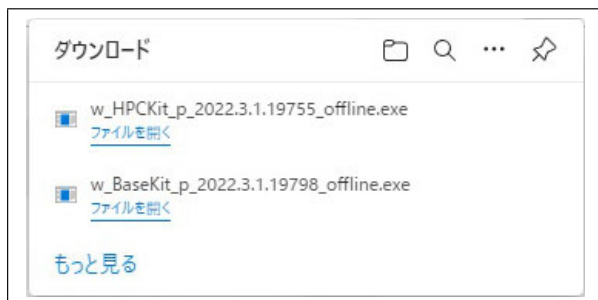 ダウンロード
w_HPCKit_p_2022.3.1.19755_offline.exe
ファイルを開く
w_BaseKit_p_2022.3.1.19798_offline.exe
ファイルを開く
もっと見る